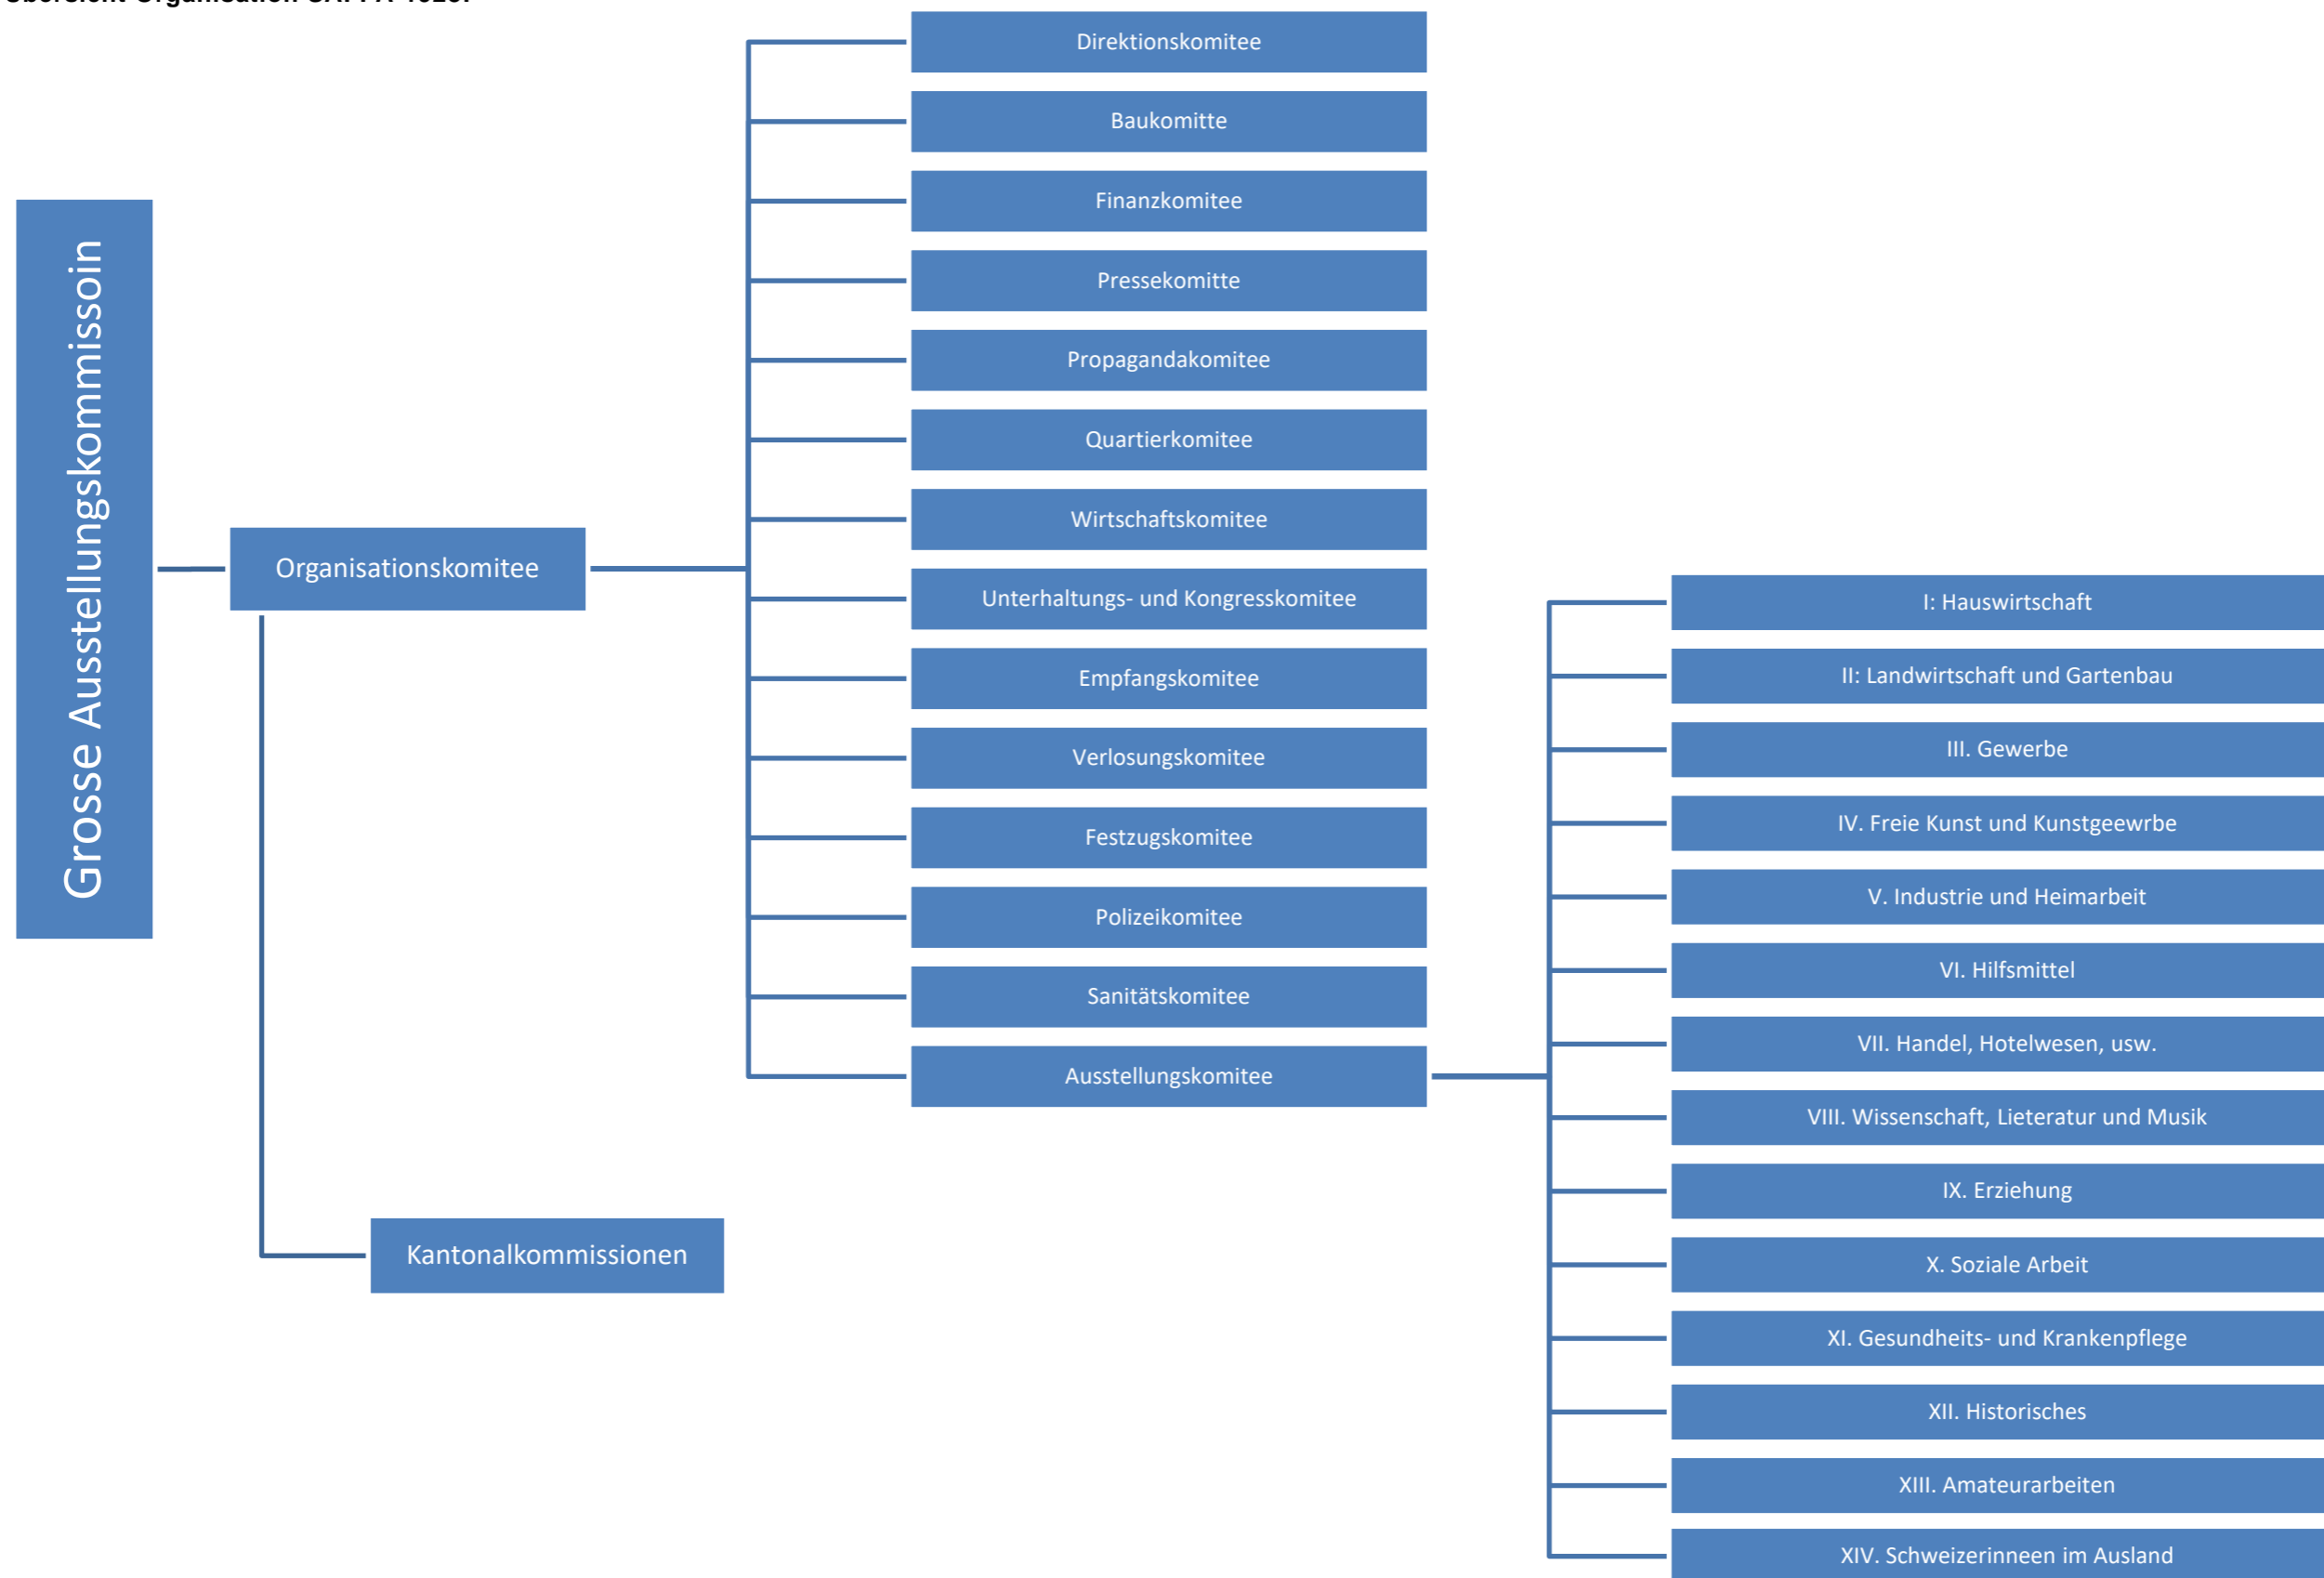 Übersicht Organisation
Grosse Ausstellungskommissoin
Organisationskomitee
Kantonalkommissionen
Direktionskomitee
Baukomitte
Finanzkomitee
Pressekomitte
Propagandakomitee
Quartierkomitee
Wirtschaftskomitee
Unterhaltungs- und Kongresskomitee
Empfangskomitee
Verlosungskomitee
Festzugskomitee
Polizeikomitee
Sanitätskomitee
Ausstellungskomitee
I: Hauswirtschaft
II: Landwirtschaft und Gartenbau
III. Gewerbe
IV. Freie Kunst und Kunstgeewrbe
V. Industrie und Heimarbeit
VI. Hilfsmittel
VII. Handel, Hotelwesen, usw.
VIII. Wissenschaft, Lieteratur und Musik
IX. Erziehung
X. Soziale Arbeit
XI. Gesundheits- und Krankenpflege
XII. Historisches
XIII. Amateurarbeiten
XIV. Schweizerinneen im Ausland